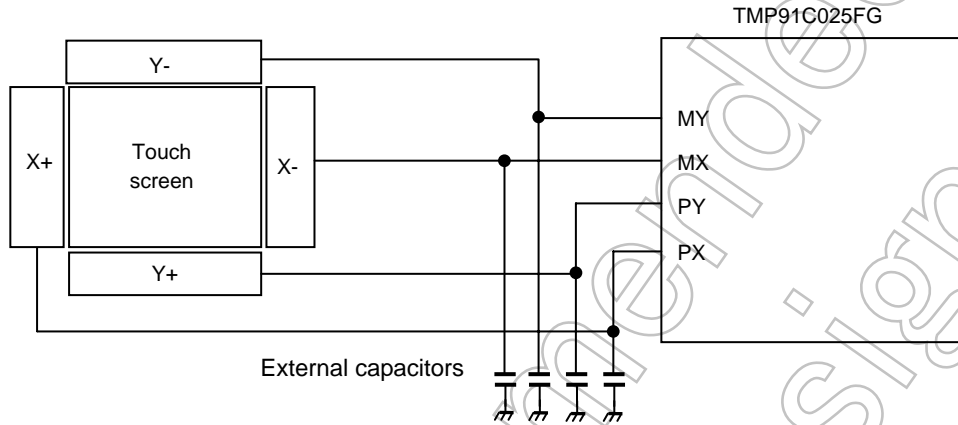 TMP91C025FG
Y-
MY
X+
Touch
screen
X-
MX
PY
PX
Y+
External capacitors